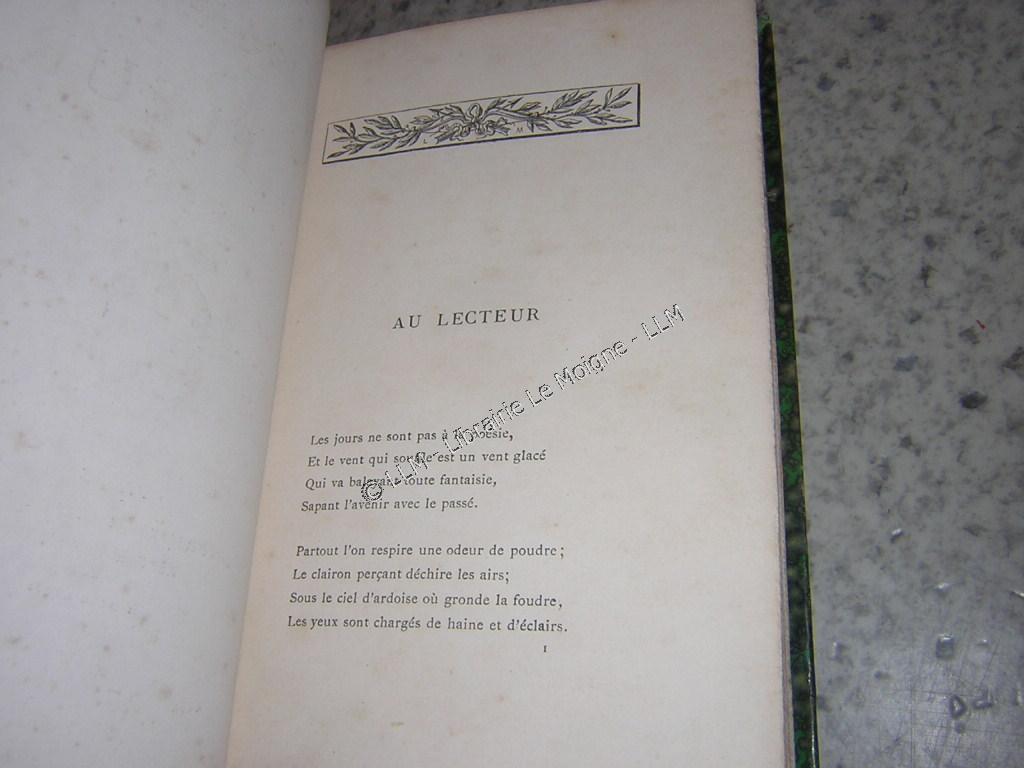 L M
AU LECTEUR
Les jours ne sont pas à la poésie,
Et le vent qui souffle est un vent glacé
Qui va balayant toute fantaisie,
Sapant l'avenir avec le passé.
Partout l'on respire une odeur de poudre ;
Le clairon perçant déchire les airs;
Sous le ciel d'ardoise où gronde la foudre,
Les yeux sont chargés de haine et d'éclairs.
1
© LLM - Librairie Le Moigne - LLM